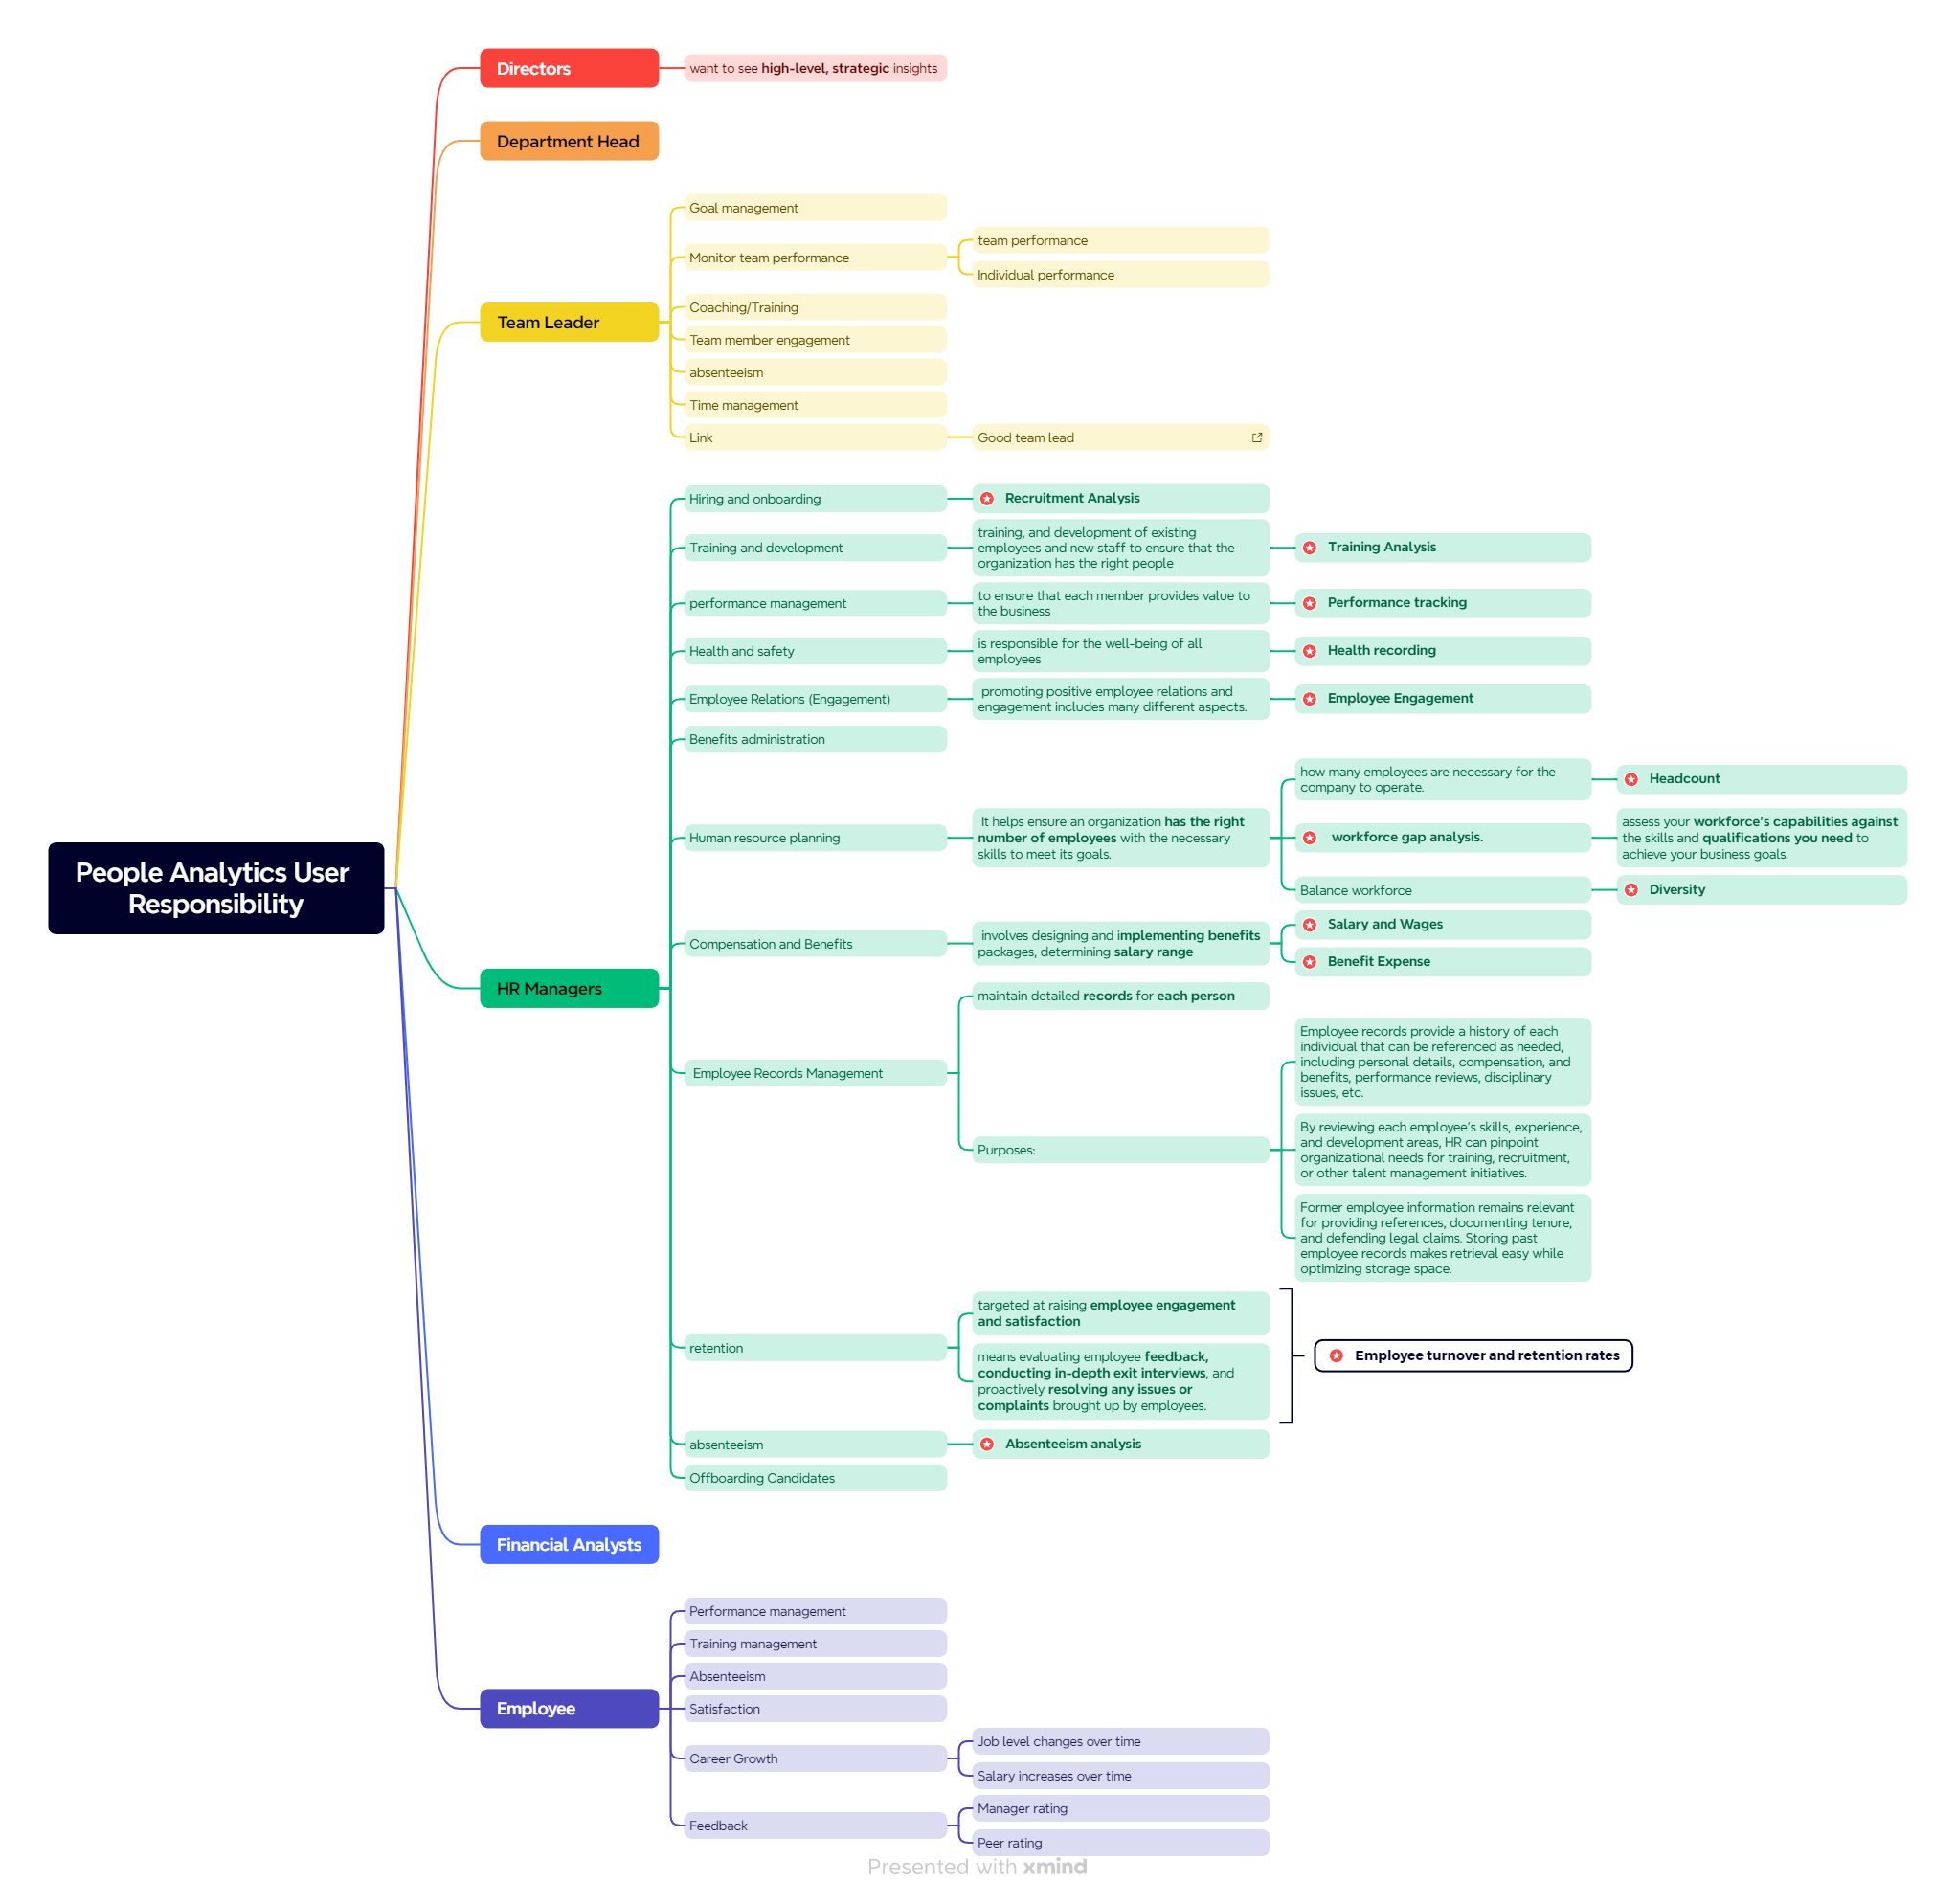 Directors
want to see high-level, strategic insights
Department Head
Team Leader
Goal management
Monitor team performance
team performance
Individual performance
Coaching/Training
Team member engagement
absenteeism
Time management
Link
Good team lead
People Analytics User
Responsibility
HR Managers
Hiring and onboarding
Recruitment Analysis
Training and development
training, and development of existing
employees and new staff to ensure that the
organization has the right people
Training Analysis
performance management
to ensure that each member provides value to
the business
Performance tracking
Health and safety
is responsible for the well-being of all
employees
Health recording
Employee Relations (Engagement)
promoting positive employee relations and
engagement includes many different aspects.
Employee Engagement
Benefits administration
Human resource planning
It helps ensure an organization has the right
number of employees with the necessary
skills to meet its goals.
how many employees are necessary for the
company to operate.
Headcount
workforce gap analysis.
assess your workforce's capabilities against
the skills and qualifications you need to
achieve your business goals.
Balance workforce
Diversity
Compensation and Benefits
involves designing and implementing benefits
packages, determining salary range
Salary and Wages
Benefit Expense
Employee Records Management
maintain detailed records for each person
Purposes:
Employee records provide a history of each
individual that can be referenced as needed,
including personal details, compensation, and
benefits, performance reviews, disciplinary
issues, etc.
By reviewing each employee's skills, experience,
and development areas, HR can pinpoint
organizational needs for training, recruitment,
or other talent management initiatives.
Former employee information remains relevant
for providing references, documenting tenure,
and defending legal claims. Storing past
employee records makes retrieval easy while
optimizing storage space.
retention
targeted at raising employee engagement
and satisfaction
means evaluating employee feedback,
conducting in-depth exit interviews, and
proactively resolving any issues or
complaints brought up by employees.
Employee turnover and retention rates
absenteeism
Absenteeism analysis
Offboarding Candidates
Financial Analysts
Employee
Performance management
Training management
Absenteeism
Satisfaction
Career Growth
Job level changes over time
Salary increases over time
Feedback
Manager rating
Peer rating
Presented with xmind